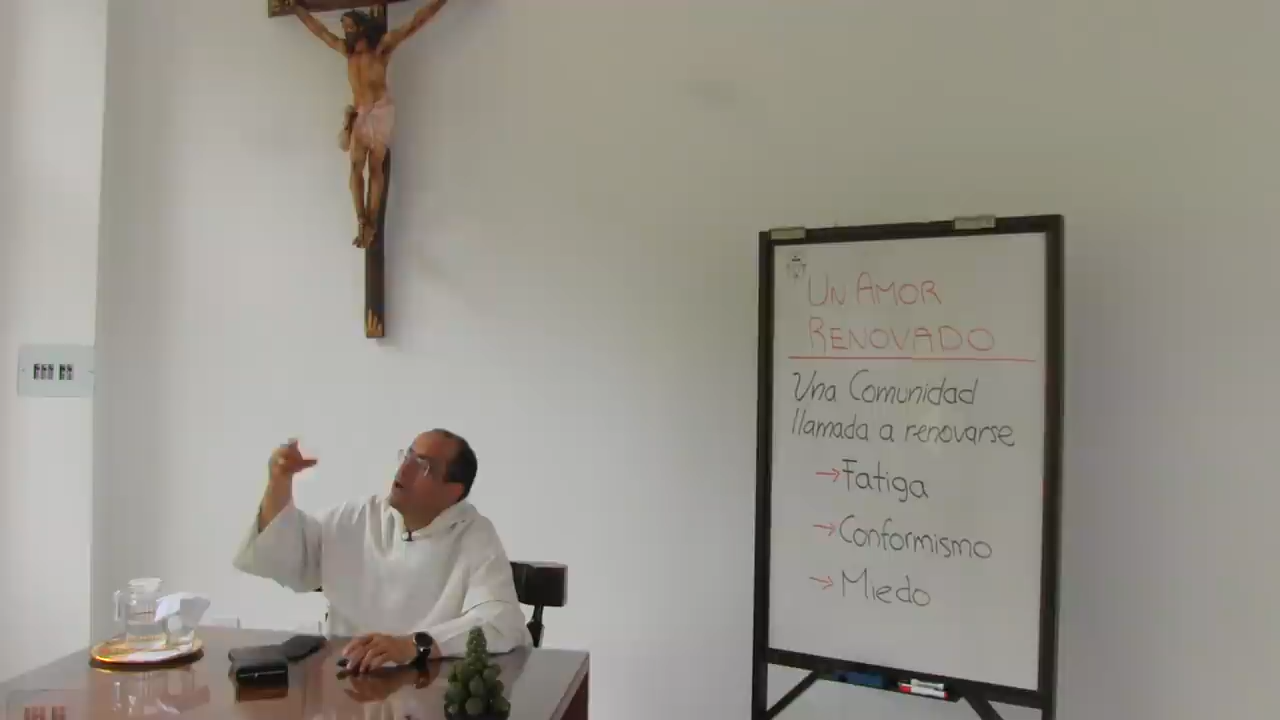 UN AMOR
RENOVADO
Una Comunidad
llamada a renovarse
→Fatiga
→Conformismo
→Miedo